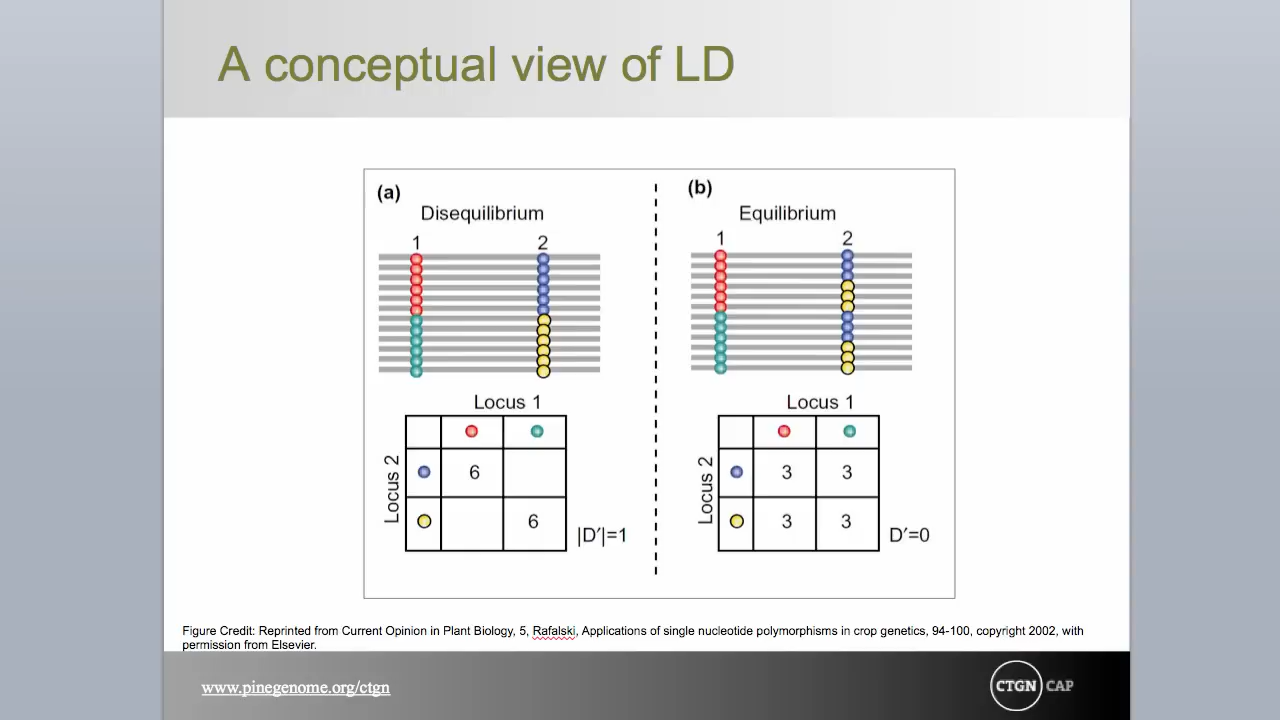 A conceptual view of LD
(a)
Disequilibrium
1 2
Locus 1
Locus 2
6
6
|D′|=1
(b)
Equilibrium
1 2
Locus 1
Locus 2
3 3
3 3
D′=0
Figure Credit: Reprinted from Current Opinion in Plant Biology, 5, Rafalski, Applications of single nucleotide polymorphisms in crop genetics, 94-100, copyright 2002, with
permission from Elsevier.
www.pinegenome.org/ctgn
CTGN CAP